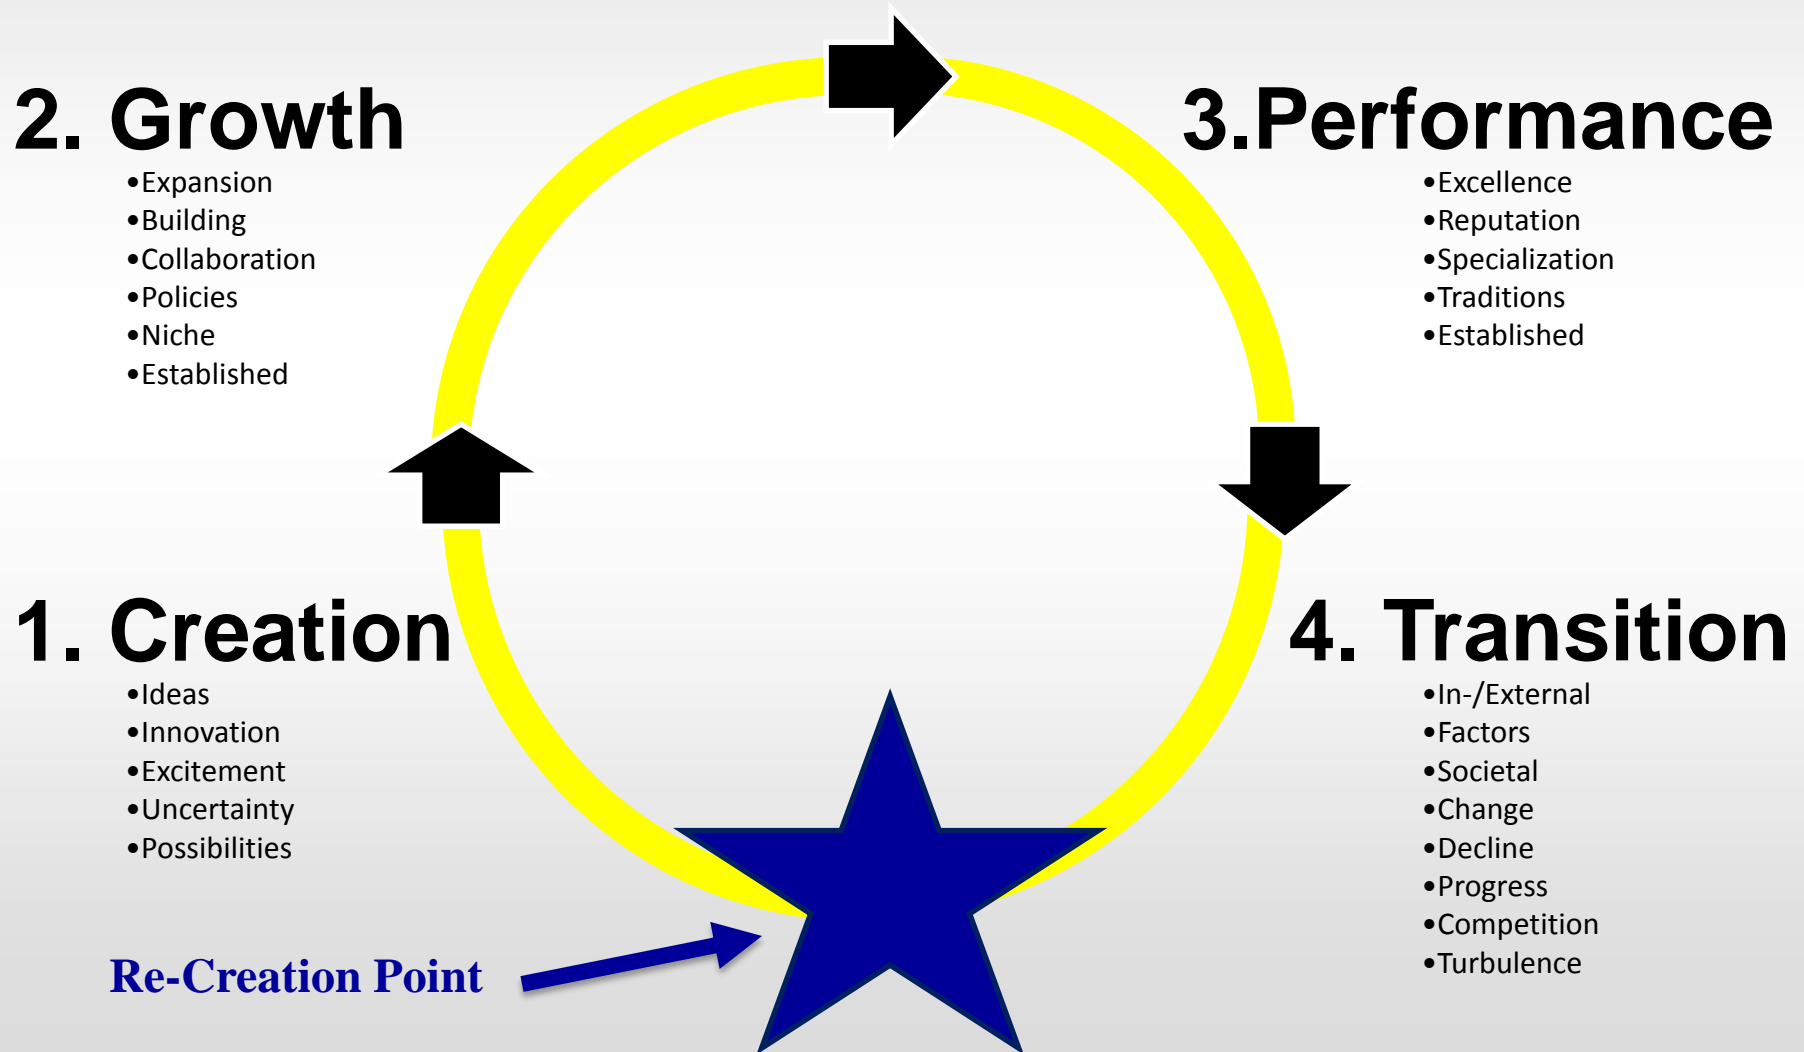 2. Growth
•Expansion
•Building
•Collaboration
•Policies
•Niche
•Established
3.Performance
•Excellence
•Reputation
•Specialization
•Traditions
•Established
1. Creation
•Ideas
•Innovation
•Excitement
•Uncertainty
•Possibilities
4. Transition
•In-/External
•Factors
•Societal
•Change
•Decline
•Progress
•Competition
•Turbulence
Re-Creation Point